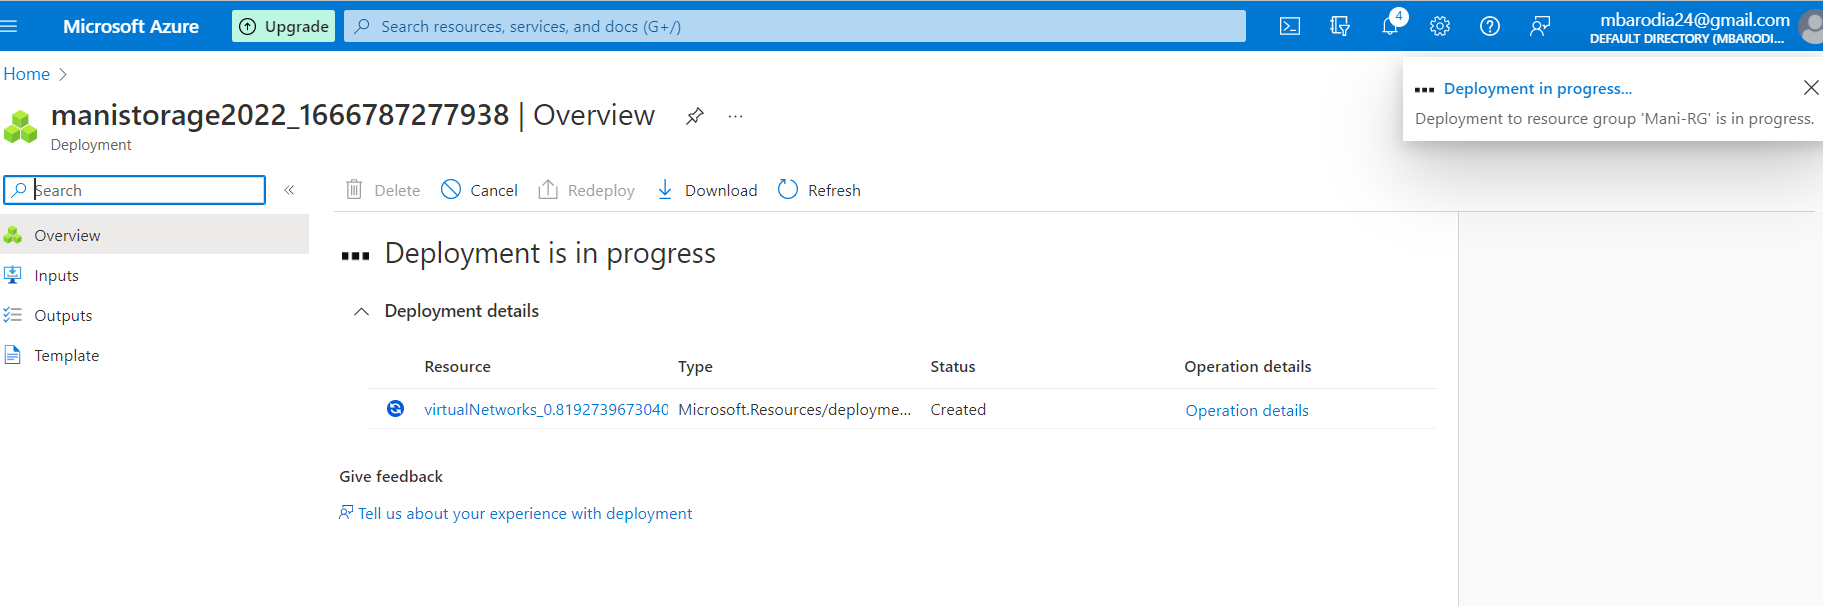 Microsoft Azure
Upgrade
Search resources, services, and docs (G+/)
4
mbarodia24@gmail.com
DEFAULT DIRECTORY (MBARODI...
Home
Deployment in progress...
Deployment to resource group 'Mani-RG' is in progress.
manistorage2022_1666787277938 | Overview
...
Deployment
Search
«
Delete
Cancel
Redeploy
Download
Refresh
Overview
Inputs
Outputs
Template
Deployment is in progress
Deployment details
Resource Type Status Operation details
virtualNetworks_0.8192739673040 Microsoft.Resources/deployme... Created Operation details
Give feedback
Tell us about your experience with deployment